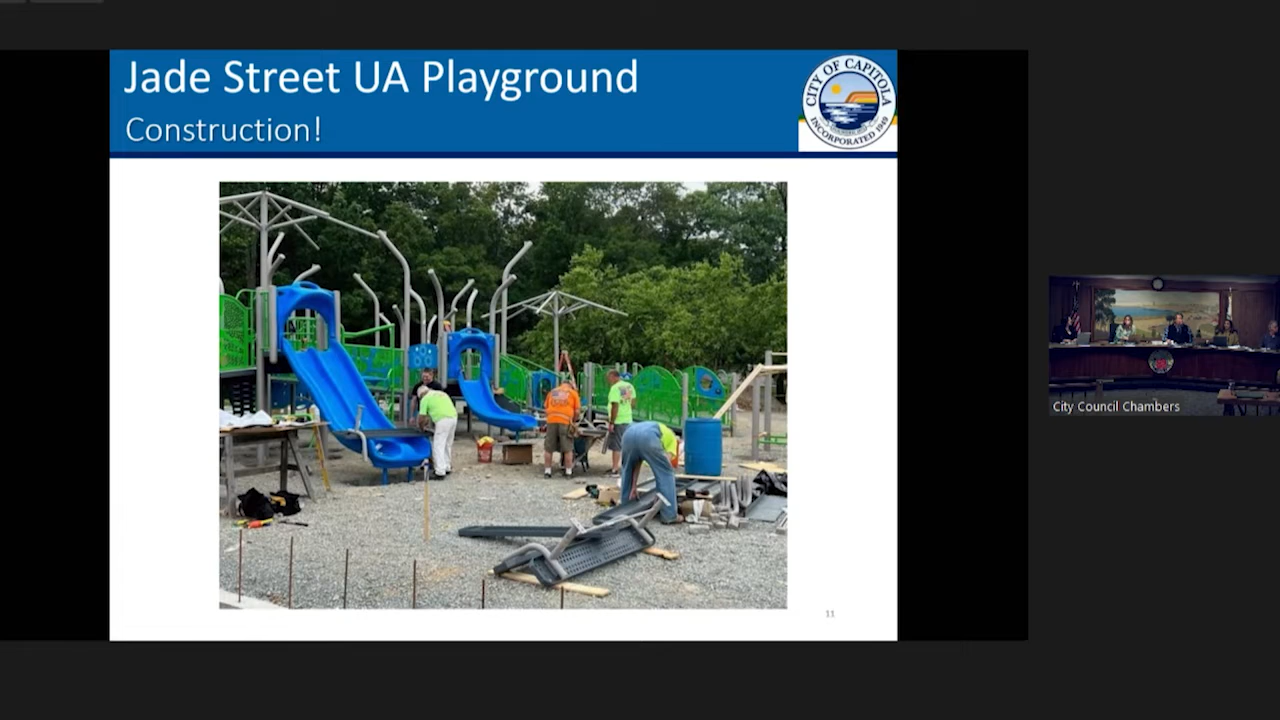 Jade Street UA Playground
Construction!
CITY OF CAPITOLA
INCORPORATED 1949
11
City Council Chambers